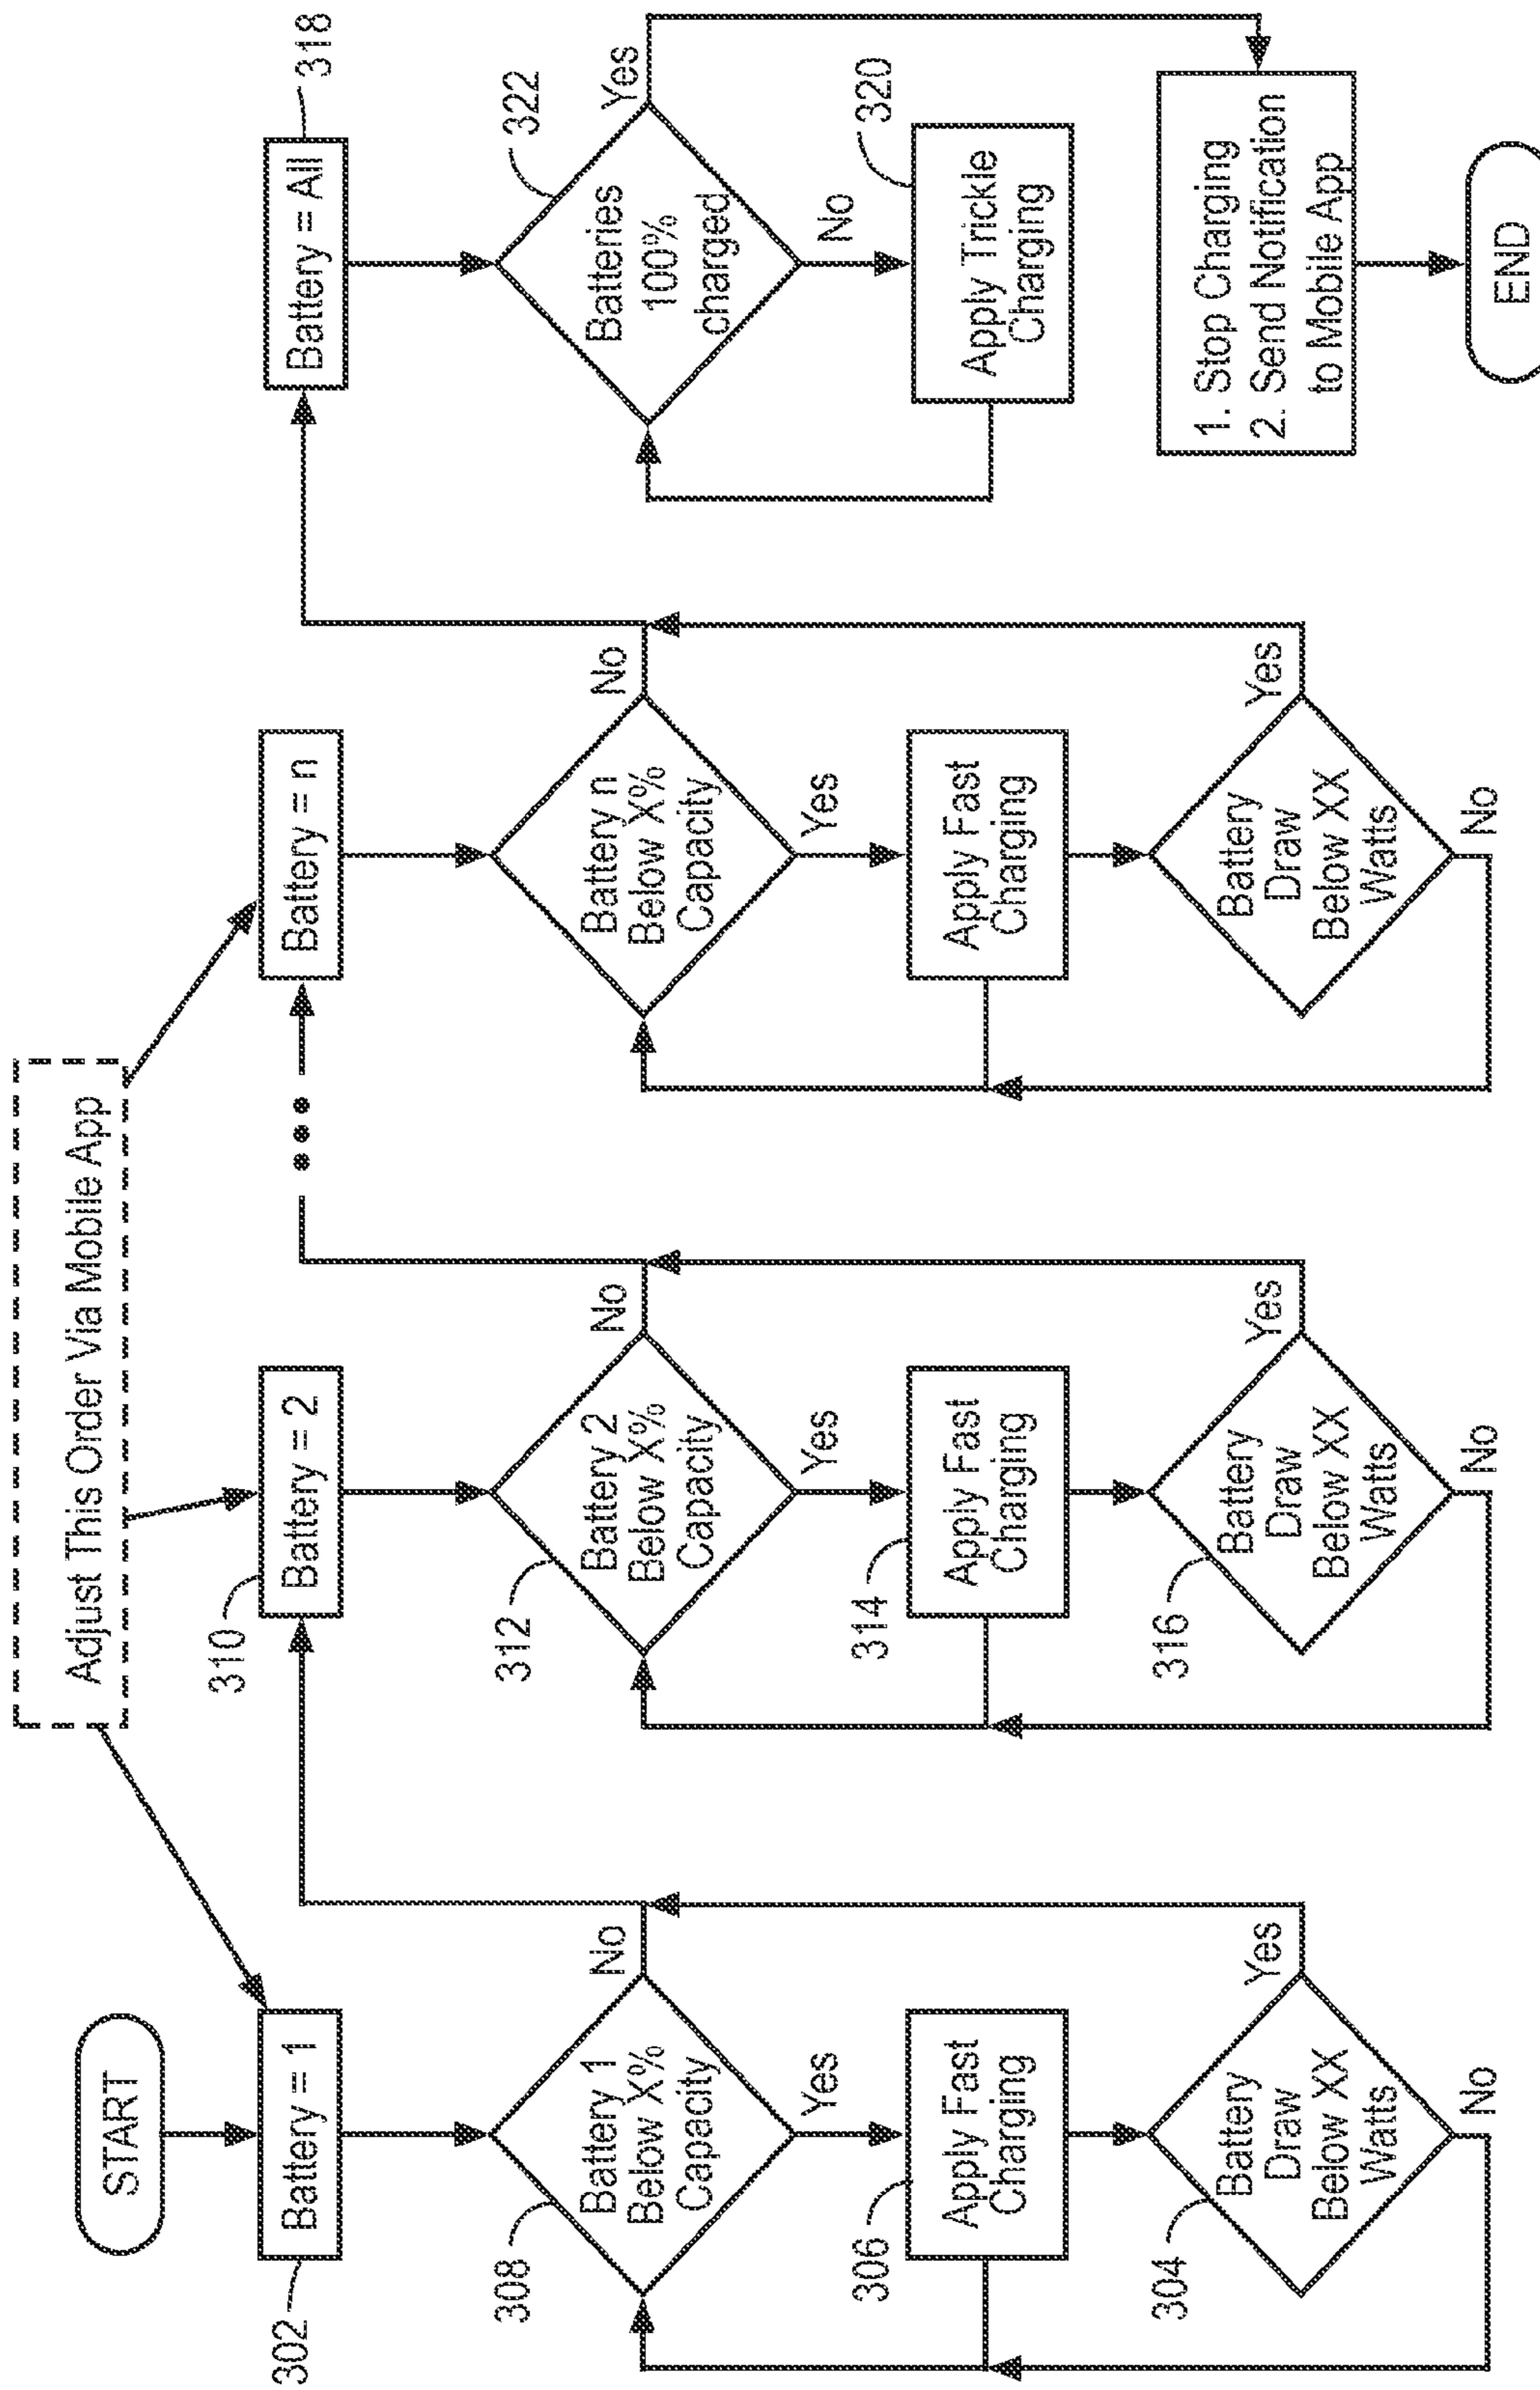 Adjust This Order Via Mobile App
START
302
Battery = 1
308
Battery 1
Below X%
Capacity
No
Yes
306
Apply Fast
Charging
304
Battery
Draw
Below XX
Watts
Yes
No
310
Battery = 2
312
Battery 2
Below X%
Capacity
No
Yes
314
Apply Fast
Charging
316
Battery
Draw
Below XX
Watts
Yes
No
Battery = n
Battery n
Below X%
Capacity
No
Yes
Apply Fast
Charging
Battery
Draw
Below XX
Watts
Yes
No
318
Battery = All
322
Batteries
100%
charged
Yes
No
320
Apply Trickle
Charging
1. Stop Charging
2. Send Notification
to Mobile App
END